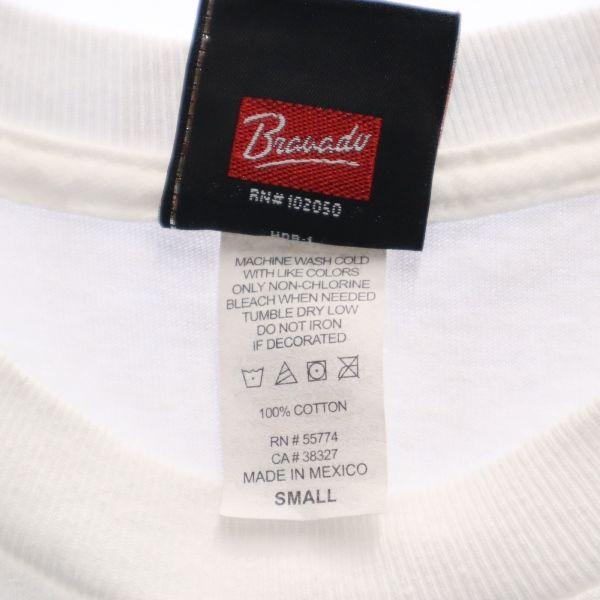 Bravado
RN#102050
MACHINE WASH COLD
WITH LIKE COLORS
ONLY NON-CHLORINE
BLEACH WHEN NEEDED
TUMBLE DRY LOW
DO NOT IRON
IF DECORATED
100% COTTON
RN # 55774
CA # 38327
MADE IN MEXICO
SMALL